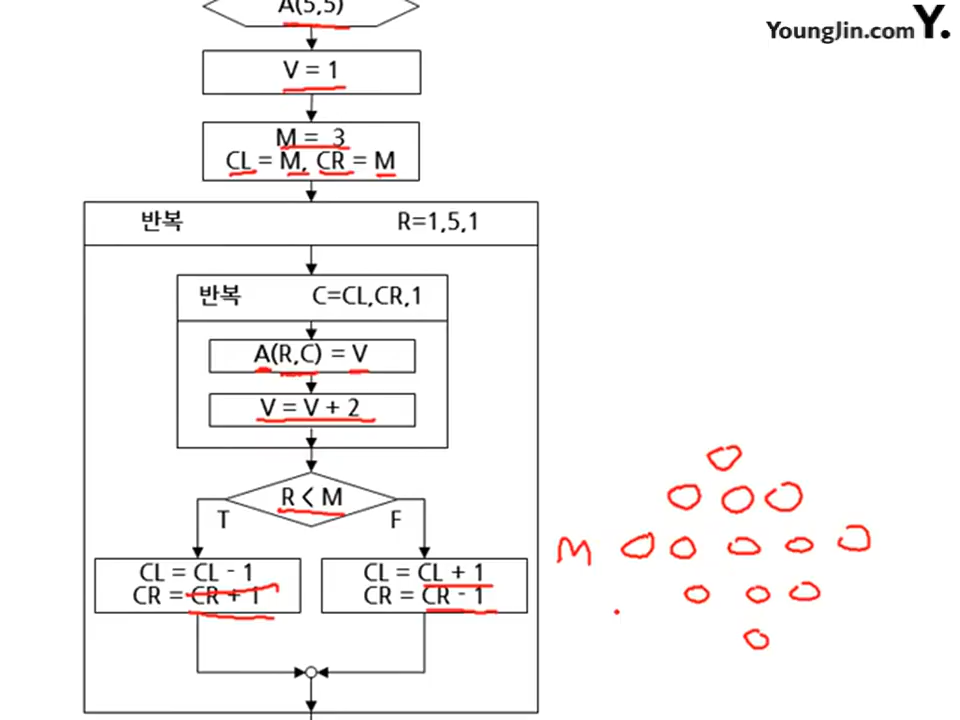 A(5,5)
YoungJin.com Y.
V = 1
M = 3
CL = M, CR = M
반복 R=1,5,1
반복 C=CL,CR,1
A(R,C) = V
V = V + 2
R < M
T F
CL = CL - 1
CR = CR + 1
CL = CL + 1
CR = CR - 1
M